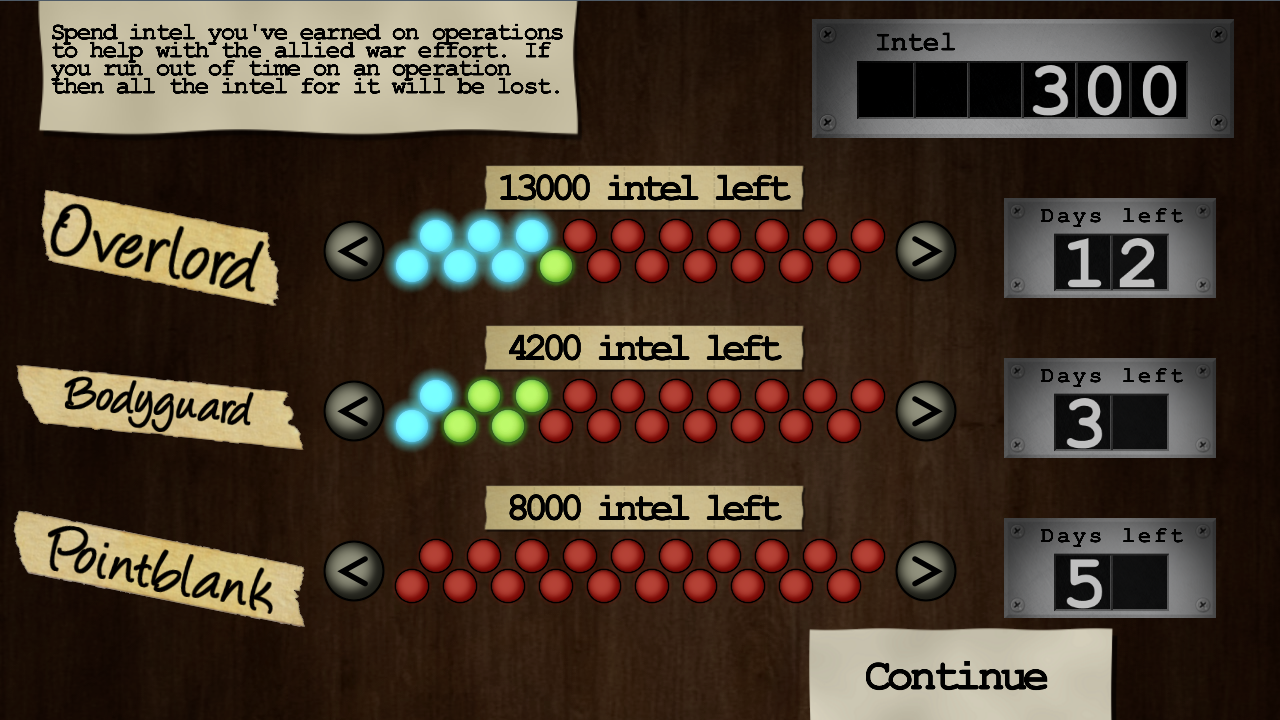 Spend intel you've earned on operations
to help with the allied war effort. If
you run out of time on an operation
then all the intel for it will be lost.
Intel
300
13000 intel left
Overlord
<
>
Days left
12
4200 intel left
Bodyguard
<
>
Days left
3
8000 intel left
Pointblank
<
>
Days left
5
Continue